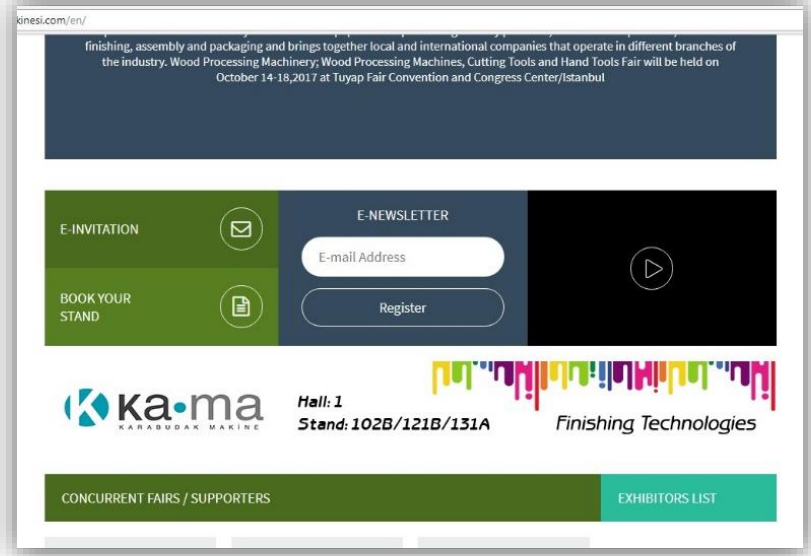 kinesi.com/en/
finishing, assembly and packaging and brings together local and international companies that operate in different branches of
the industry. Wood Processing Machinery; Wood Processing Machines, Cutting Tools and Hand Tools Fair will be held on
October 14-18,2017 at Tuyap Fair Convention and Congress Center/Istanbul
E-INVITATION
E-NEWSLETTER
E-mail Address
BOOK YOUR
STAND
Register
Ka•ma
KARABUDAK MAKİNE
Hall: 1
Stand: 102B/121B/131A
Finishing Technologies
CONCURRENT FAIRS / SUPPORTERS
EXHIBITORS LIST